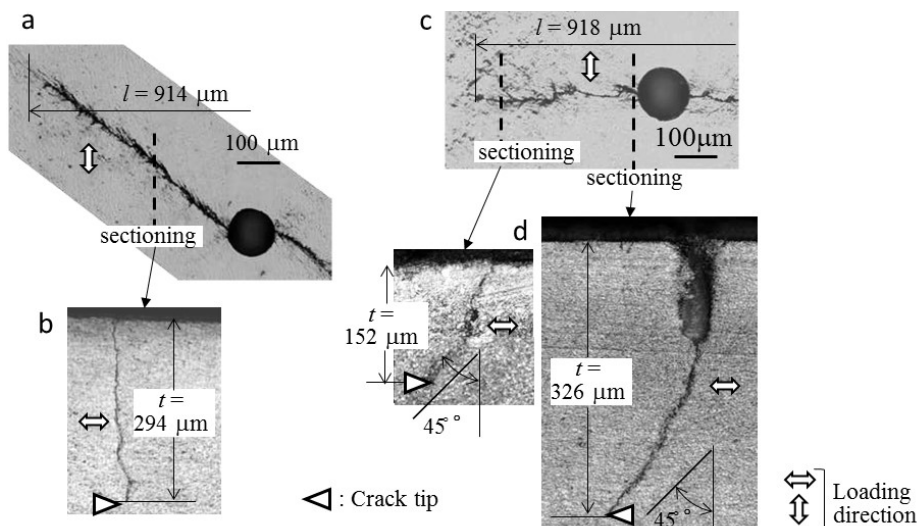 a
l = 914 μm
100 μm
sectioning
b
t =
294 μm
c
l = 918 μm
100μm
sectioning
sectioning
d
t =
152 μm
45°
t =
326 μm
45°
: Crack tip
Loading
direction